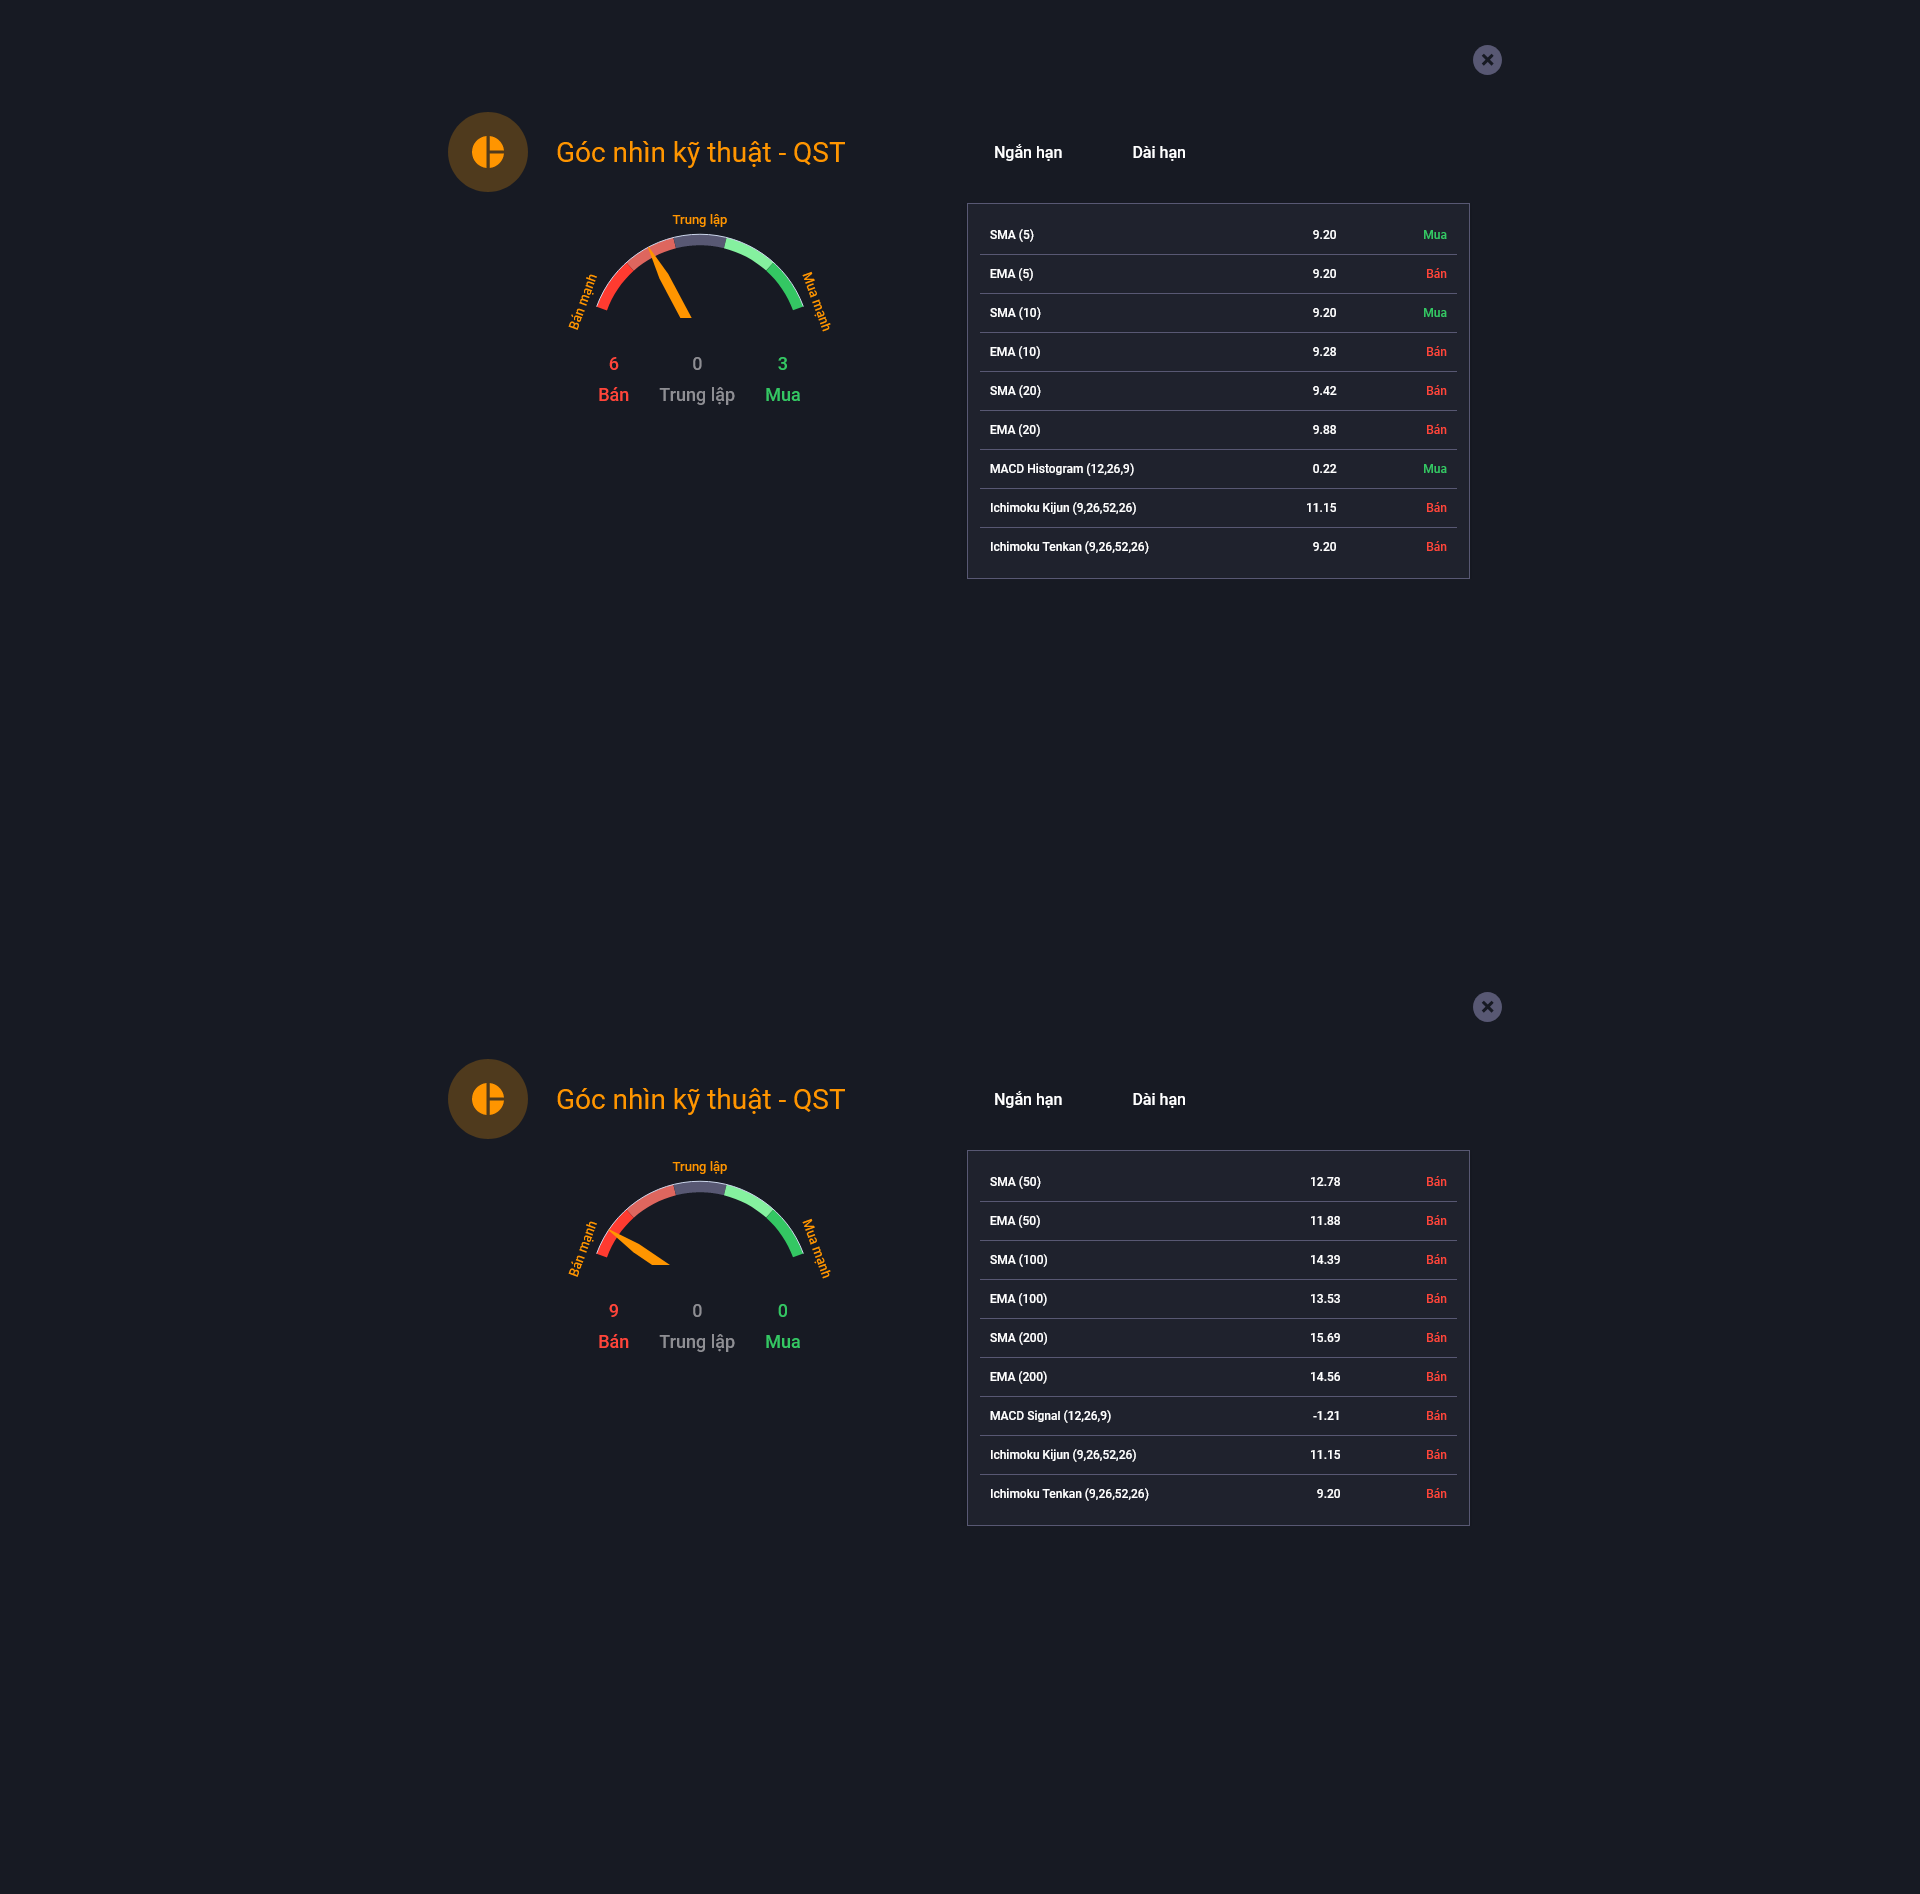 Góc nhìn kỹ thuật - QST
Ngắn hạn Dài hạn
Trung lập
Bán mạnh
Mua mạnh
6 0 3
Bán Trung lập Mua
SMA (5) 9.20 Mua
EMA (5) 9.20 Bán
SMA (10) 9.20 Mua
EMA (10) 9.28 Bán
SMA (20) 9.42 Bán
EMA (20) 9.88 Bán
MACD Histogram (12,26,9) 0.22 Mua
Ichimoku Kijun (9,26,52,26) 11.15 Bán
Ichimoku Tenkan (9,26,52,26) 9.20 Bán
Góc nhìn kỹ thuật - QST
Ngắn hạn Dài hạn
Trung lập
Bán mạnh
Mua mạnh
9 0 0
Bán Trung lập Mua
SMA (50) 12.78 Bán
EMA (50) 11.88 Bán
SMA (100) 14.39 Bán
EMA (100) 13.53 Bán
SMA (200) 15.69 Bán
EMA (200) 14.56 Bán
MACD Signal (12,26,9) -1.21 Bán
Ichimoku Kijun (9,26,52,26) 11.15 Bán
Ichimoku Tenkan (9,26,52,26) 9.20 Bán